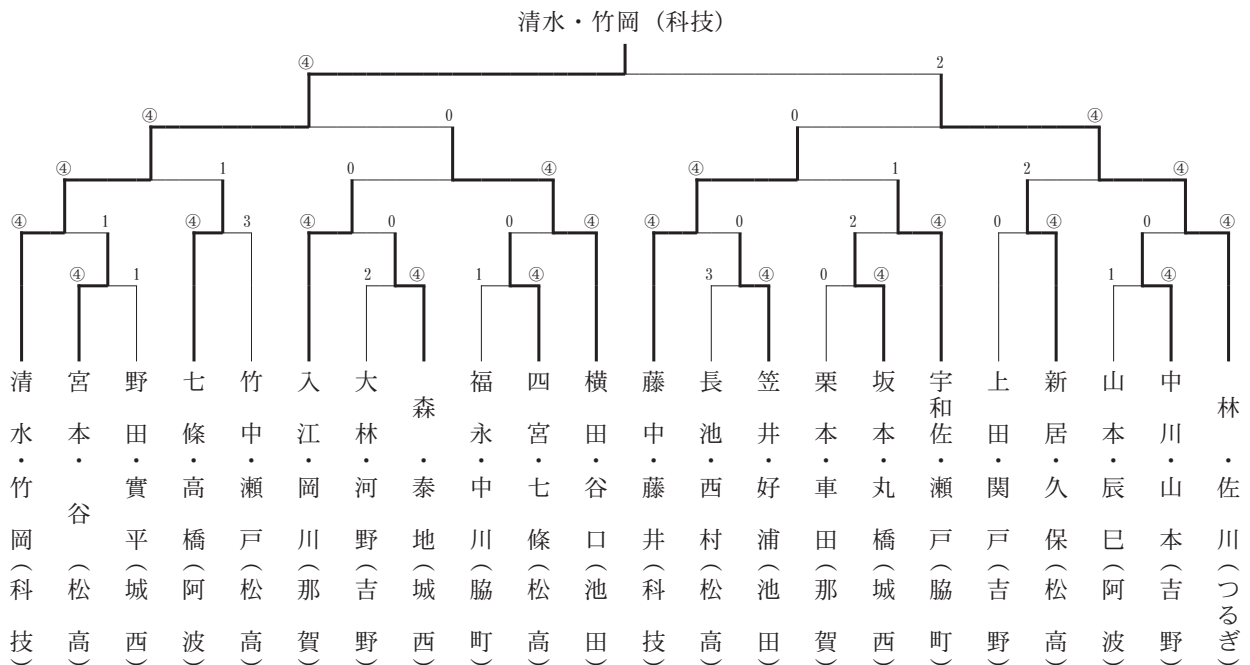 清水・竹岡（科技）
④ 2
④ 0 0 ④
④ 1 0 ④ ④ 1 2 ④
④ 1 ④ 3 ④ 0 0 ④ ④ 0 2 ④ 0 ④ 0 ④
④ 1 2 ④ 1 ④ 3 ④ 0 ④ 1 ④
清水・竹岡（科技）
宮本・谷（松高）
野田・實平（城西）
七條・高橋（阿波）
竹中・瀬戸（松高）
入江・岡川（那賀）
大林・河野（吉野）
森・泰地（城西）
福永・中川（脇町）
四宮・七條（松高）
横田・谷口（池田）
藤中・藤井（科技）
長池・西村（松高）
笠井・好浦（池田）
栗本・車田（那賀）
坂本・丸橋（城西）
宇和佐・瀬戸（脇町）
上田・関戸（吉野）
新居・久保（松高）
山本・辰巳（阿波）
中川・山本（吉野）
林・佐川（つるぎ）